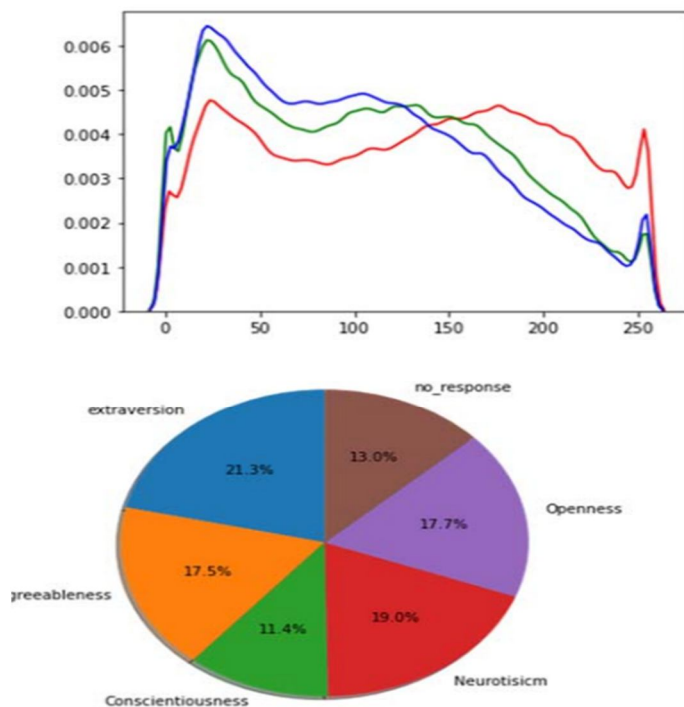 0.006
0.005
0.004
0.003
0.002
0.001
0.000
0 50 100 150 200 250
no_response
extraversion
13.0%
21.3%
Openness
17.7%
17.5%
greeableness
19.0%
11.4%
Neurotisicm
Conscientiousness